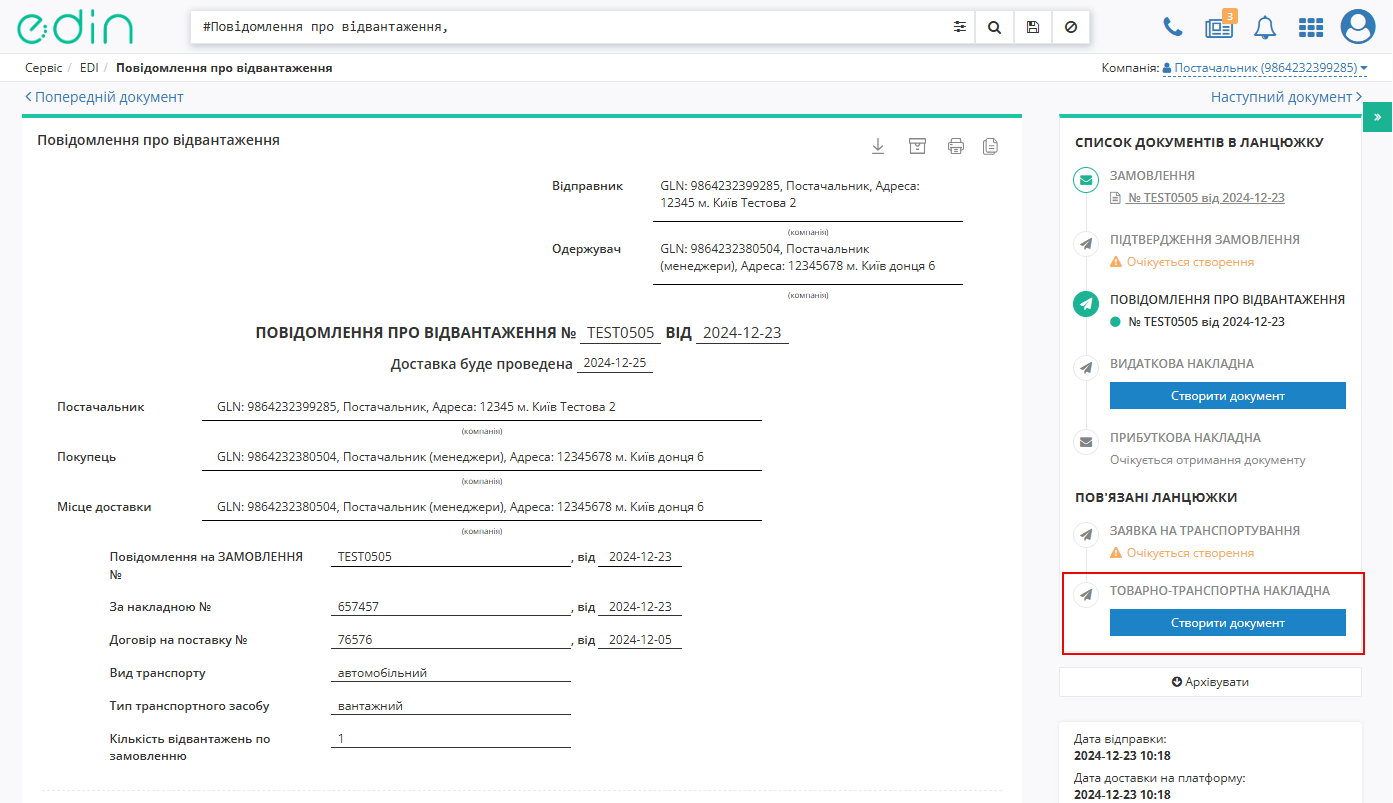 edin
#Повідомлення про відвантаження,
3
Сервіс / EDI / Повідомлення про відвантаження
Компанія: Постачальник (9864232399285)
Попередній документ
Наступний документ
Повідомлення про відвантаження
Відправник
GLN: 9864232399285, Постачальник, Адреса:
12345 м. Київ Тестова 2
(компанія)
Одержувач
GLN: 9864232380504, Постачальник
(менеджери), Адреса: 12345678 м. Київ донця 6
(компанія)
ПОВІДОМЛЕННЯ ПРО ВІДВАНТАЖЕННЯ № TEST0505 ВІД 2024-12-23
Доставка буде проведена 2024-12-25
Постачальник
GLN: 9864232399285, Постачальник, Адреса: 12345 м. Київ Тестова 2
(компанія)
Покупець
GLN: 9864232380504, Постачальник (менеджери), Адреса: 12345678 м. Київ донця 6
(компанія)
Місце доставки
GLN: 9864232380504, Постачальник (менеджери), Адреса: 12345678 м. Київ донця 6
(компанія)
Повідомлення на ЗАМОВЛЕННЯ
№
TEST0505 , від 2024-12-23
За накладною № 657457 , від 2024-12-23
Договір на поставку № 76576 , від 2024-12-05
Вид транспорту автомобільний
Тип транспортного засобу вантажний
Кількість відвантажень по
замовленню
1
»
СПИСОК ДОКУМЕНТІВ В ЛАНЦЮЖКУ
ЗАМОВЛЕННЯ
№ TEST0505 від 2024-12-23
ПІДТВЕРДЖЕННЯ ЗАМОВЛЕННЯ
Очікується створення
ПОВІДОМЛЕННЯ ПРО ВІДВАНТАЖЕННЯ
№ TEST0505 від 2024-12-23
ВИДАТКОВА НАКЛАДНА
Створити документ
ПРИБУТКОВА НАКЛАДНА
Очікується отримання документу
ПОВ'ЯЗАНІ ЛАНЦЮЖКИ
ЗАЯВКА НА ТРАНСПОРТУВАННЯ
Очікується створення
ТОВАРНО-ТРАНСПОРТНА НАКЛАДНА
Створити документ
Архівувати
Дата відправки:
2024-12-23 10:18
Дата доставки на платформу:
2024-12-23 10:18